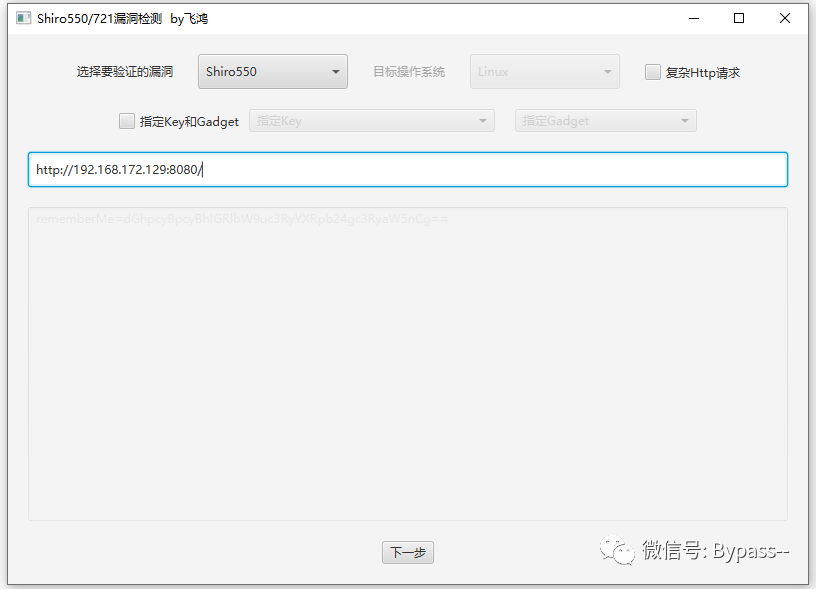 Shiro550/721漏洞检测 by飞鸿
选择要验证的漏洞 Shiro550 目标操作系统 Linux 复杂Http请求
指定Key和Gadget 指定Key 指定Gadget
http://192.168.172.129:8080/
下一步
微信号: Bypass--